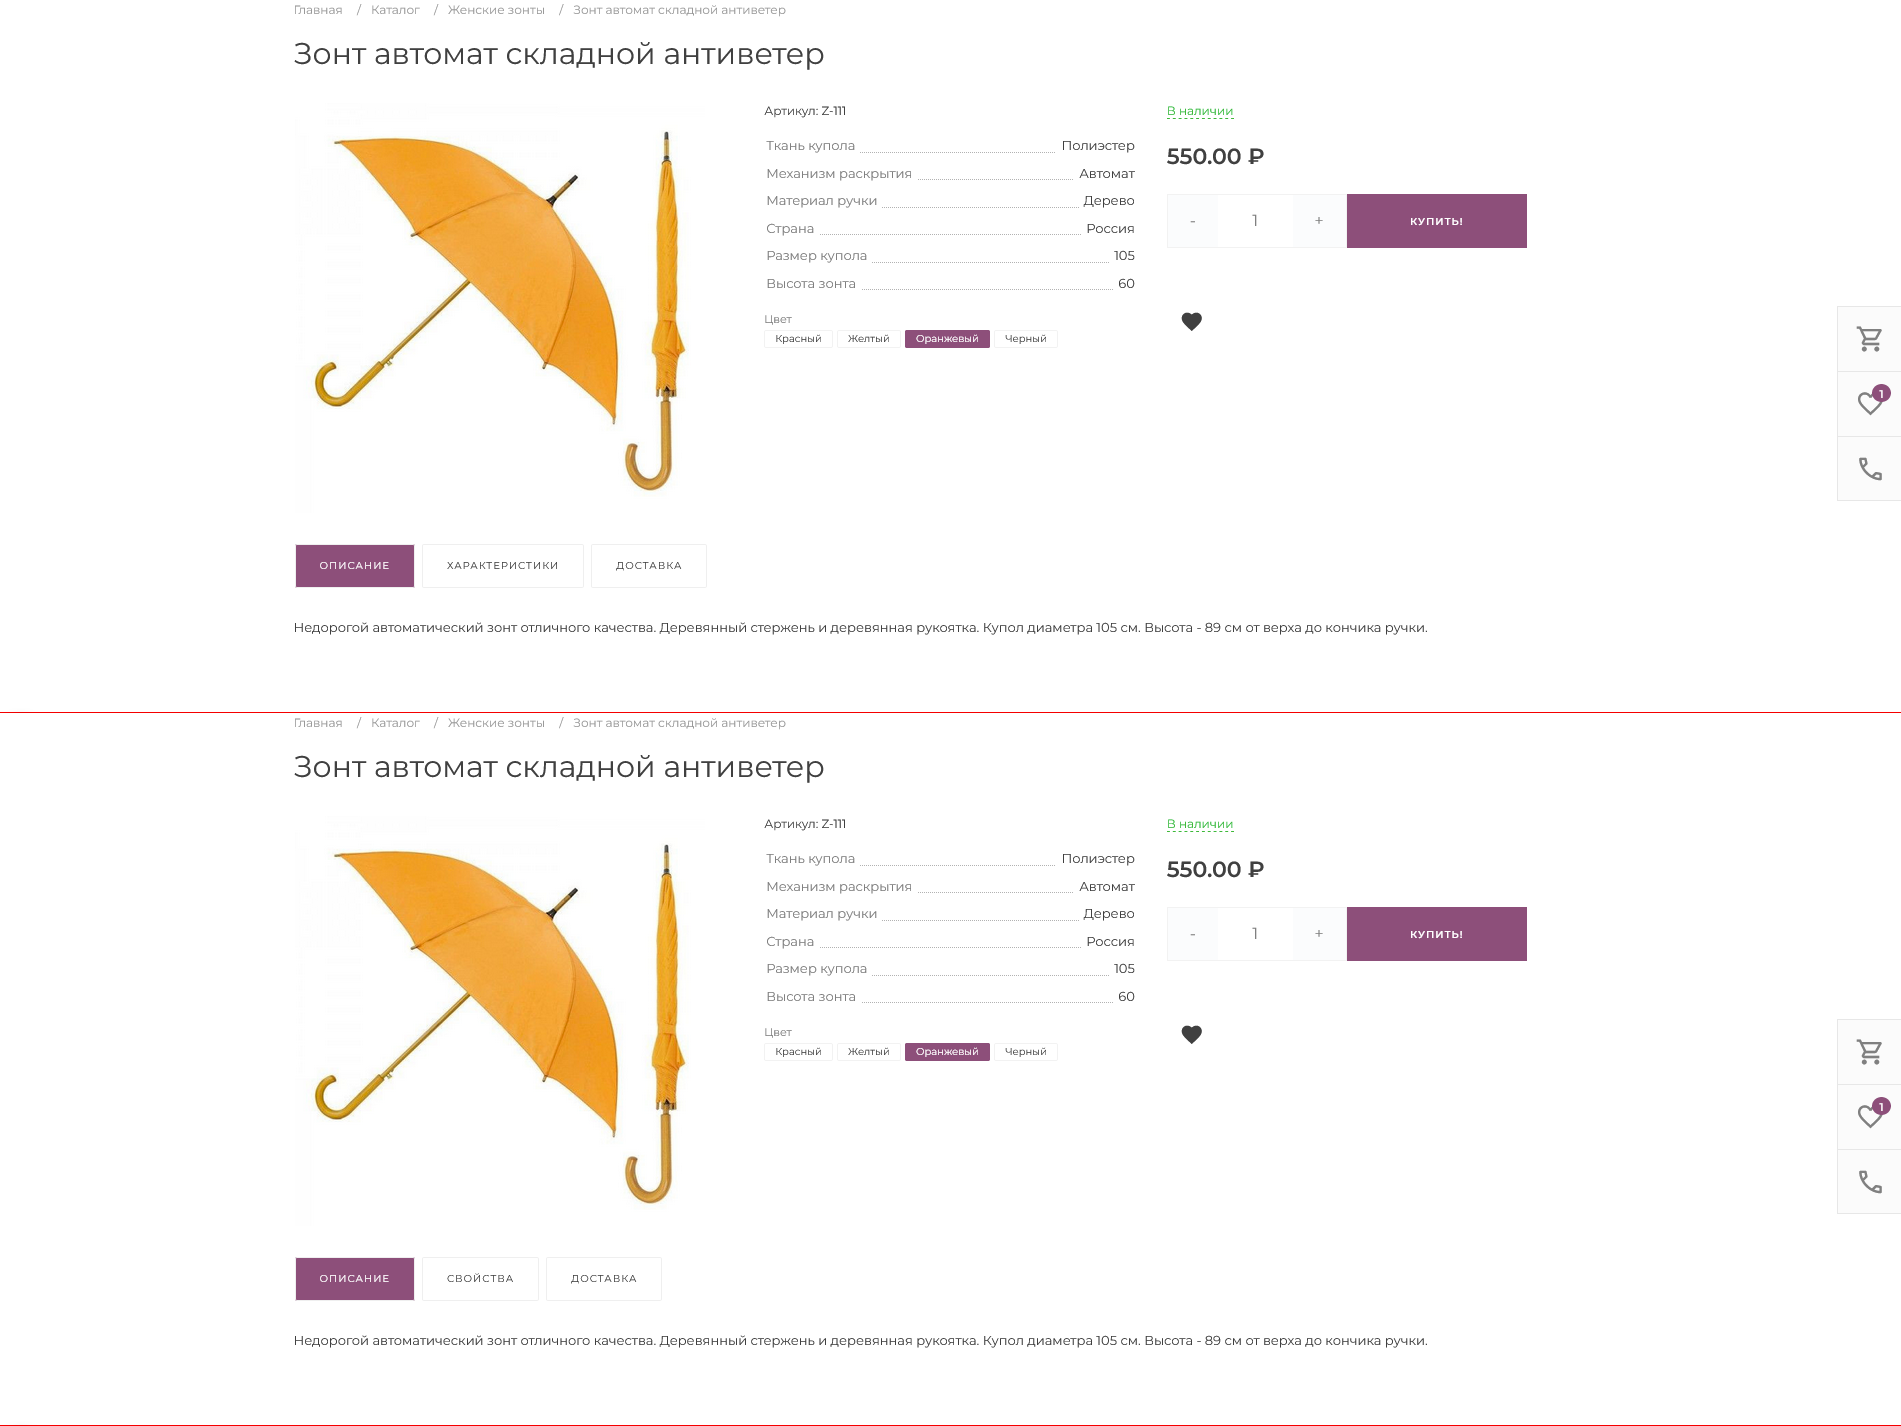 Главная / Каталог / Женские зонты / Зонт автомат складной антиветер
Зонт автомат складной антиветер
Артикул: Z-111
Ткань купола Полиэстер
Механизм раскрытия Автомат
Материал ручки Дерево
Страна Россия
Размер купола 105
Высота зонта 60
Цвет
Красный Желтый Оранжевый Черный
В наличии
550.00 ₽
- 1 + КУПИТЬ!
1
ОПИСАНИЕ ХАРАКТЕРИСТИКИ ДОСТАВКА
Недорогой автоматический зонт отличного качества. Деревянный стержень и деревянная рукоятка. Купол диаметра 105 см. Высота - 89 см от верха до кончика ручки.
Главная / Каталог / Женские зонты / Зонт автомат складной антиветер
Зонт автомат складной антиветер
Артикул: Z-111
Ткань купола Полиэстер
Механизм раскрытия Автомат
Материал ручки Дерево
Страна Россия
Размер купола 105
Высота зонта 60
Цвет
Красный Желтый Оранжевый Черный
В наличии
550.00 ₽
- 1 + КУПИТЬ!
1
ОПИСАНИЕ СВОЙСТВА ДОСТАВКА
Недорогой автоматический зонт отличного качества. Деревянный стержень и деревянная рукоятка. Купол диаметра 105 см. Высота - 89 см от верха до кончика ручки.